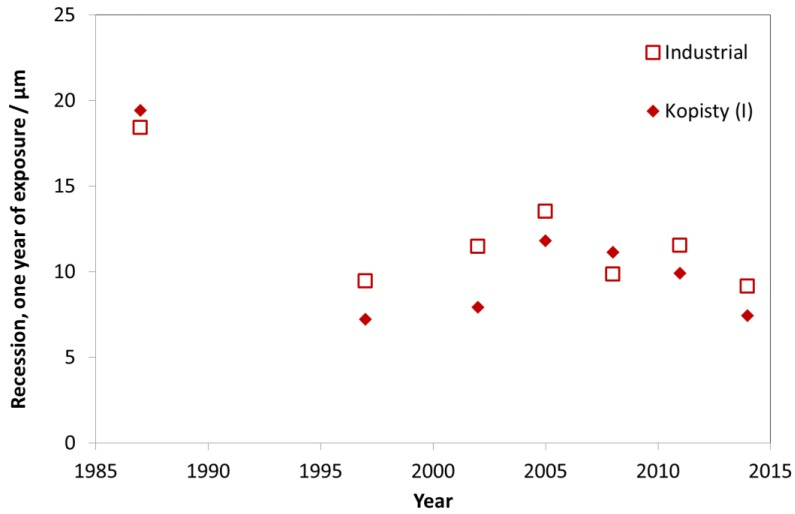 25
20
15
10
5
0
Recession, one year of exposure / µm
Industrial
Kopisty (I)
1985 1990 1995 2000 2005 2010 2015
Year